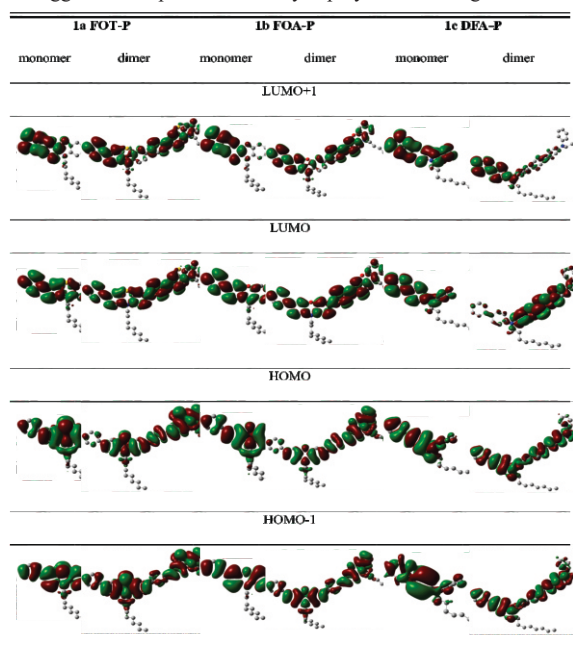 1a FOT-P 1b FOA-P 1c DFA-P
monomer dimer monomer dimer monomer dimer
LUMO+1
LUMO
HOMO
HOMO-1